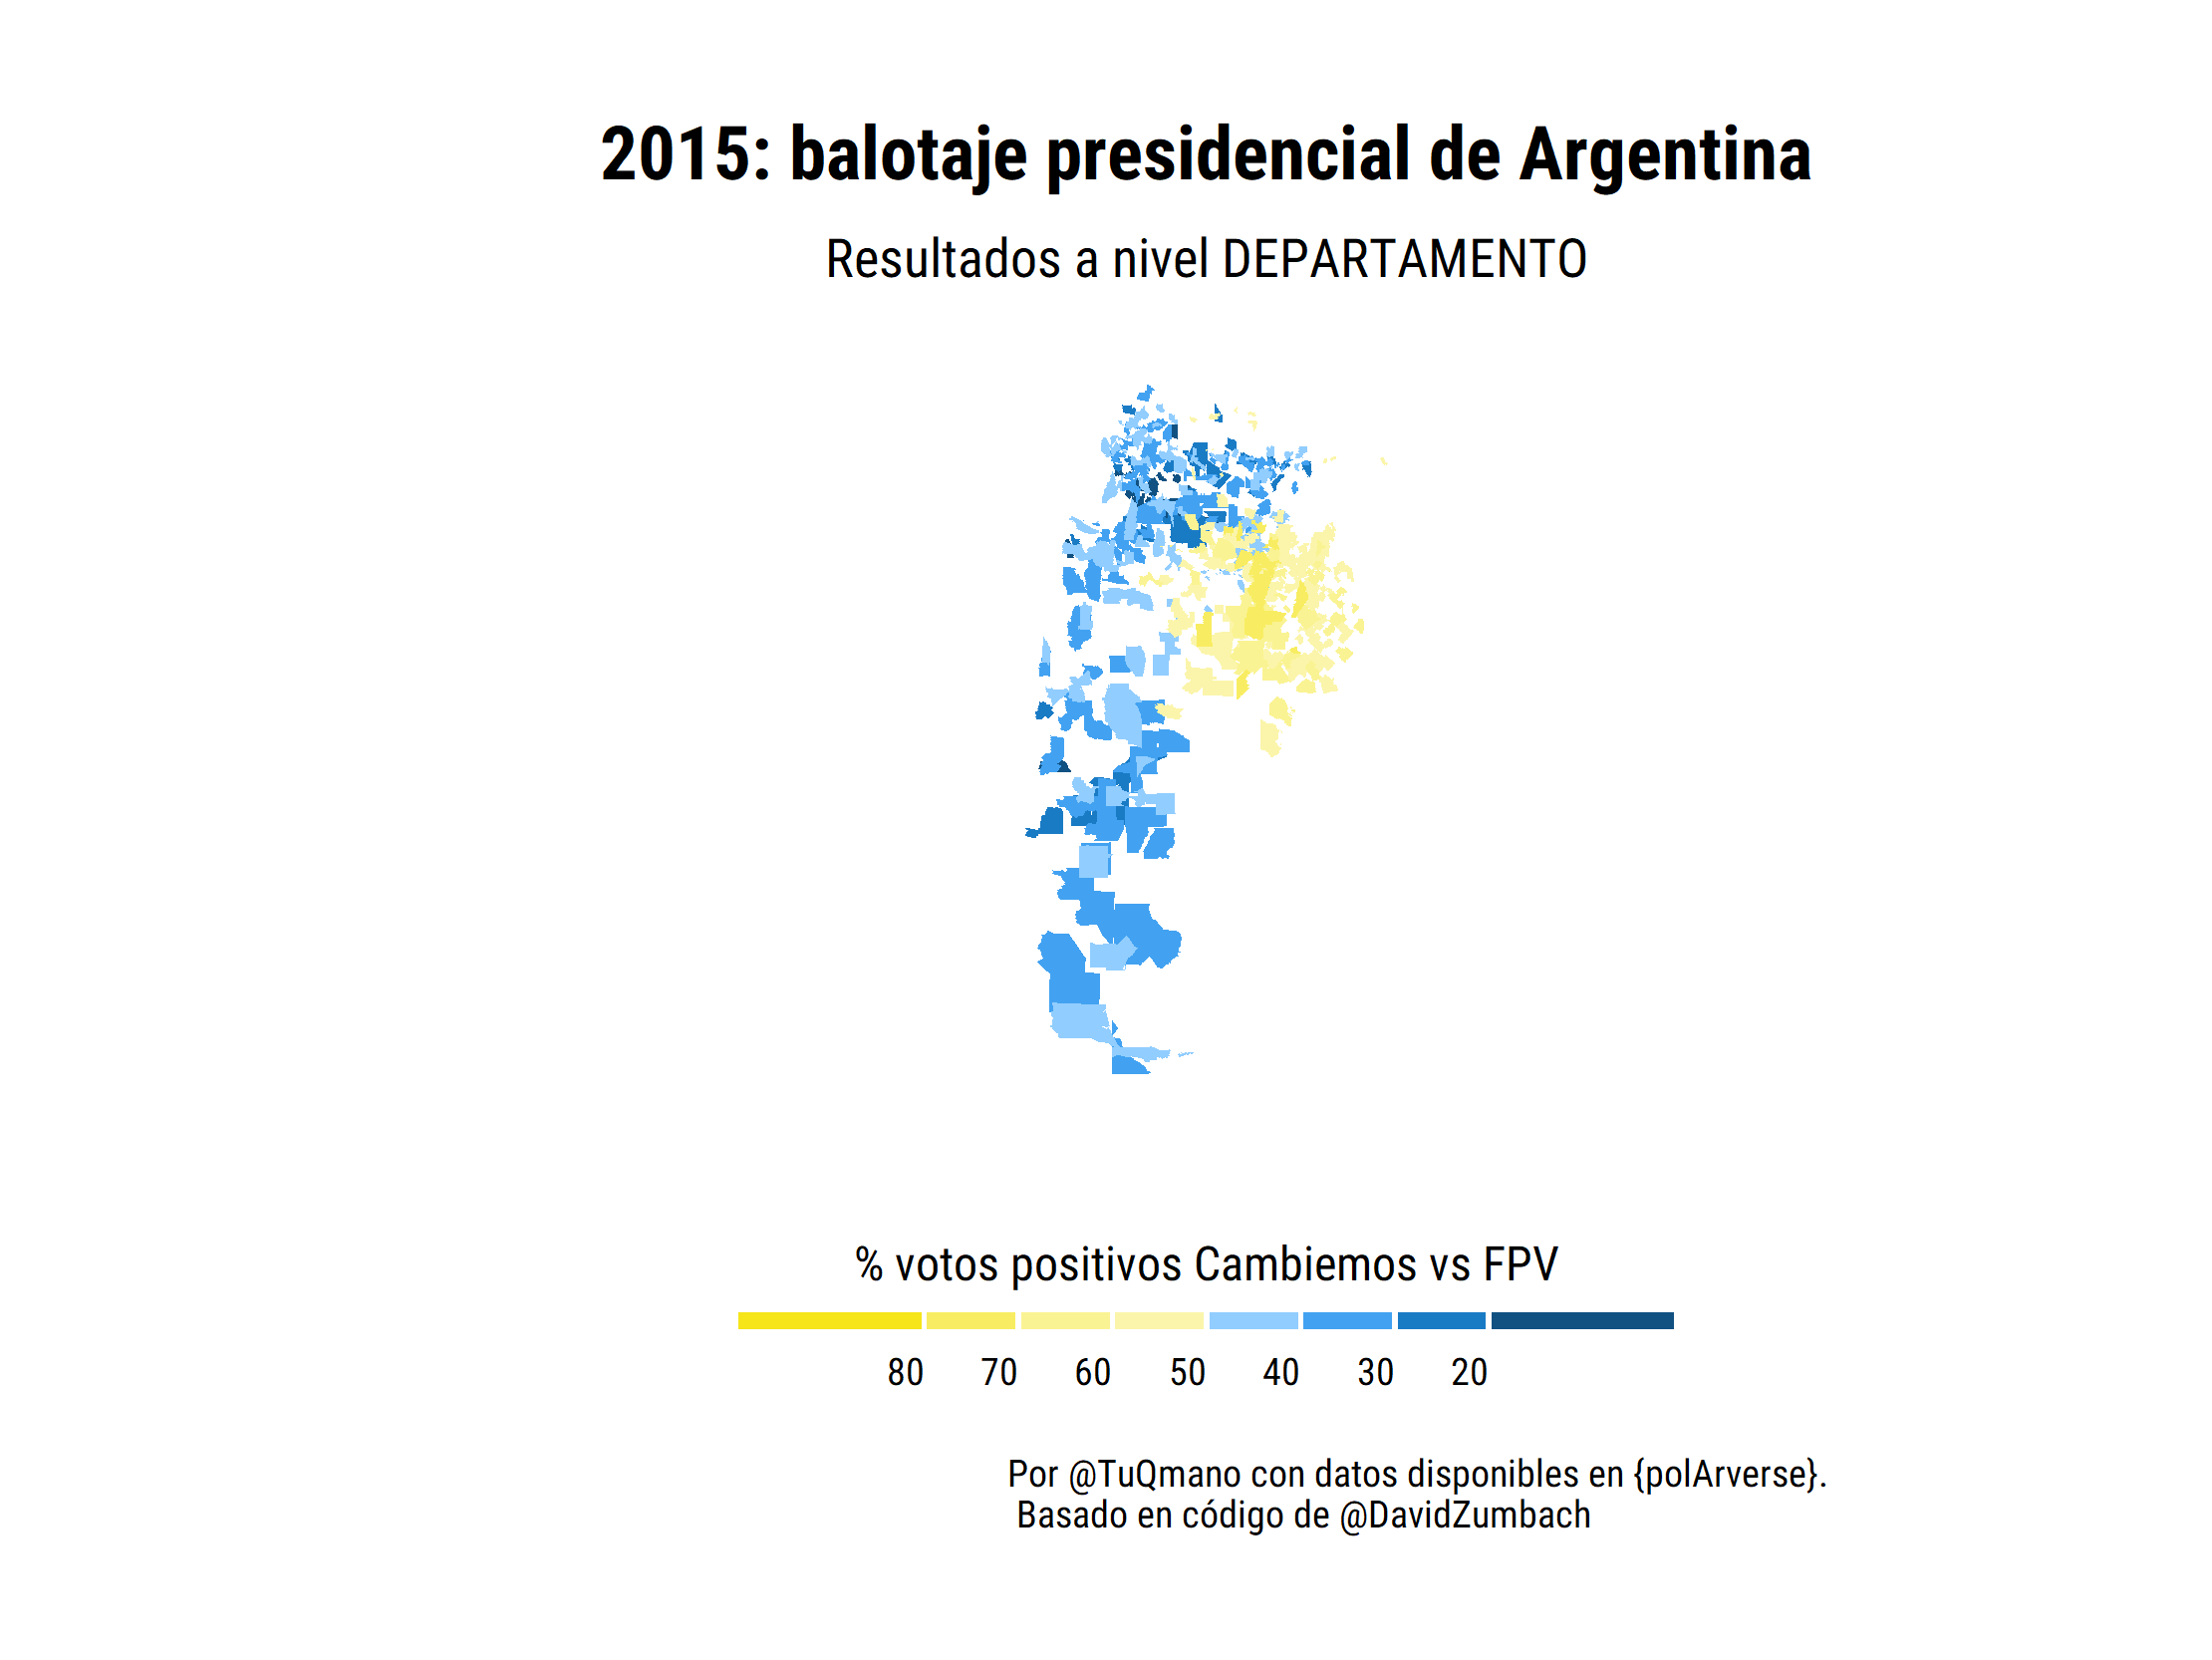 2015: balotaje presidencial de Argentina
Resultados a nivel DEPARTAMENTO
% votos positivos Cambiemos vs FPV
80 70 60 50 40 30 20
Por @TuQmano con datos disponibles en {polArverse}.
Basado en código de @DavidZumbach